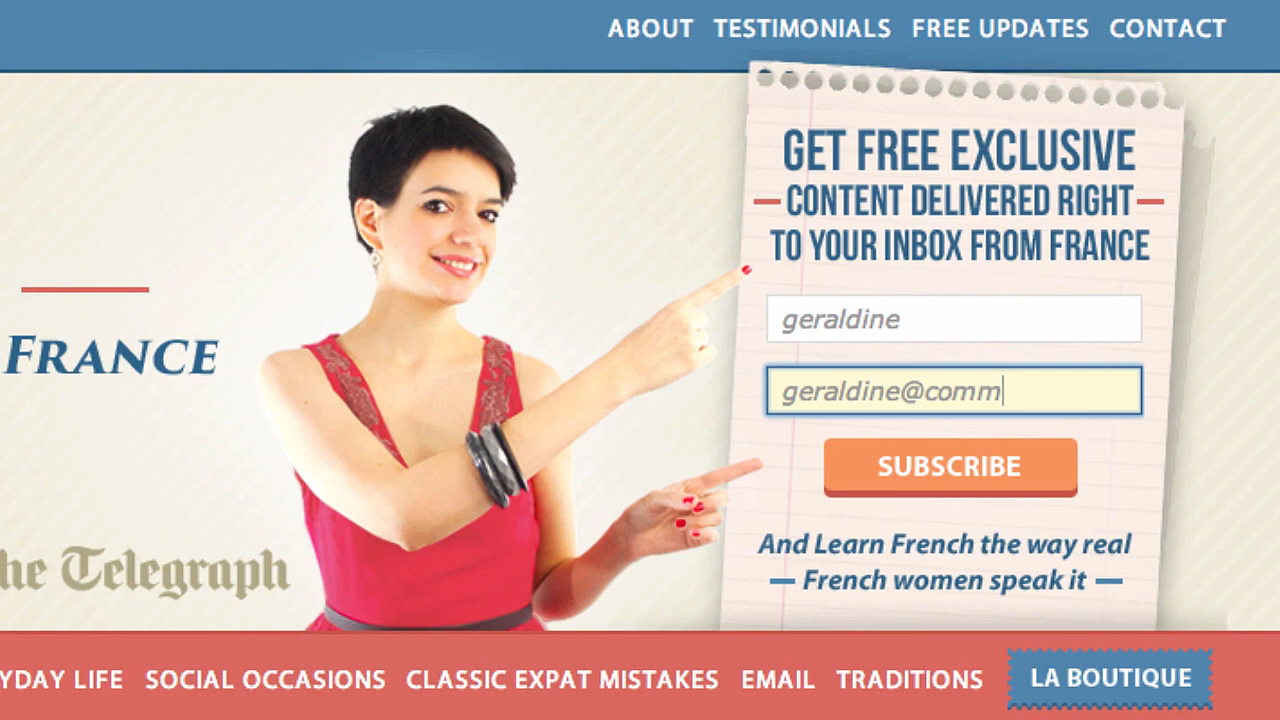 ABOUT TESTIMONIALS FREE UPDATES CONTACT
GET FREE EXCLUSIVE
CONTENT DELIVERED RIGHT
TO YOUR INBOX FROM FRANCE
geraldine
FRANCE
geraldine@comm
SUBSCRIBE
And Learn French the way real
French women speak it
he Telegraph
YDAY LIFE SOCIAL OCCASIONS CLASSIC EXPAT MISTAKES EMAIL TRADITIONS LA BOUTIQUE